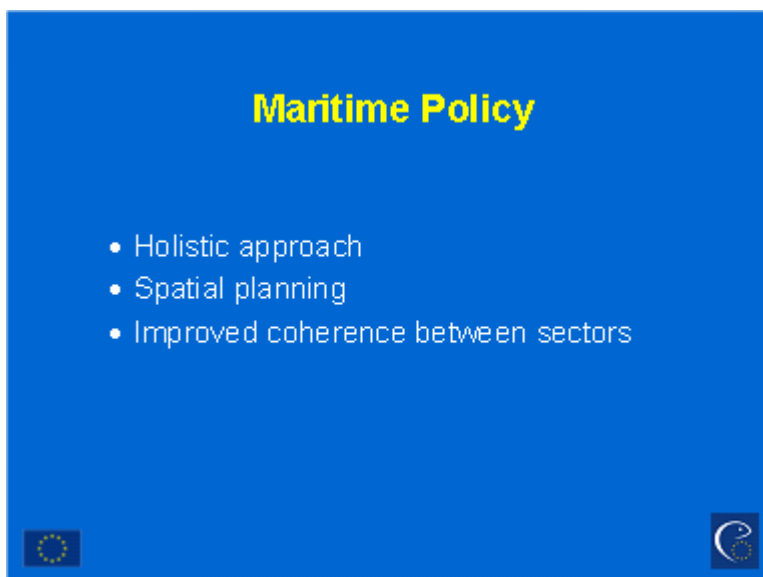 Maritime Policy
• Holistic approach
• Spatial planning
• Improved coherence between sectors